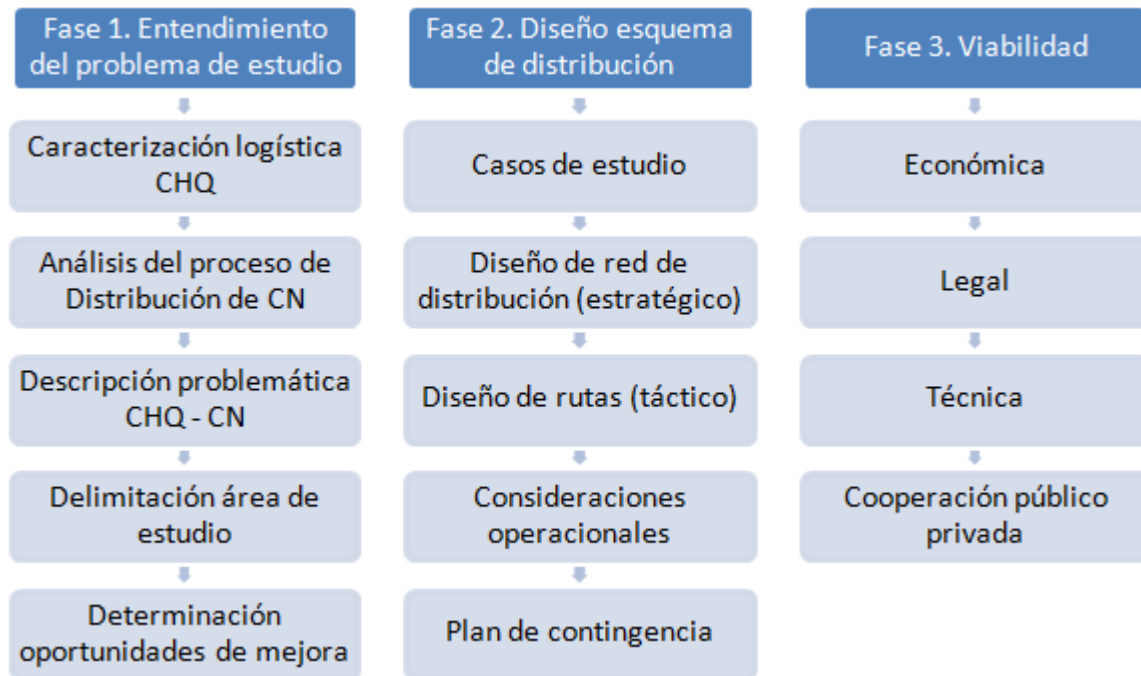 Fase 1. Entendimiento
del problema de estudio
Caracterización logística
CHQ
Análisis del proceso de
Distribución de CN
Descripción problemática
CHQ - CN
Delimitación área de
estudio
Determinación
oportunidades de mejora
Fase 2. Diseño esquema
de distribución
Casos de estudio
Diseño de red de
distribución (estratégico)
Diseño de rutas (táctico)
Consideraciones
operacionales
Plan de contingencia
Fase 3. Viabilidad
Económica
Legal
Técnica
Cooperación público
privada